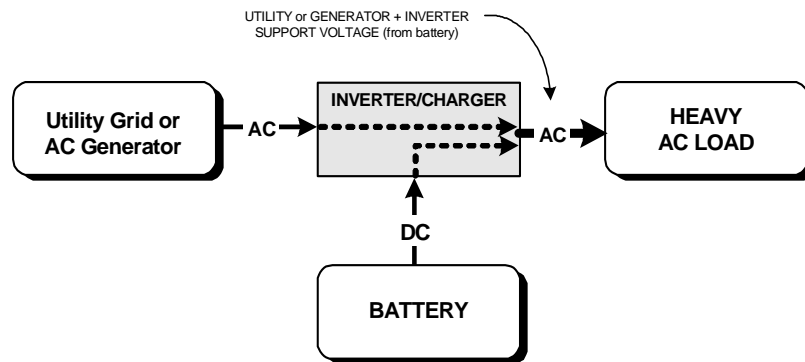 UTILITY or GENERATOR + INVERTER
SUPPORT VOLTAGE (from battery)
INVERTER/CHARGER
Utility Grid or
AC Generator
AC
AC
HEAVY
AC LOAD
DC
BATTERY